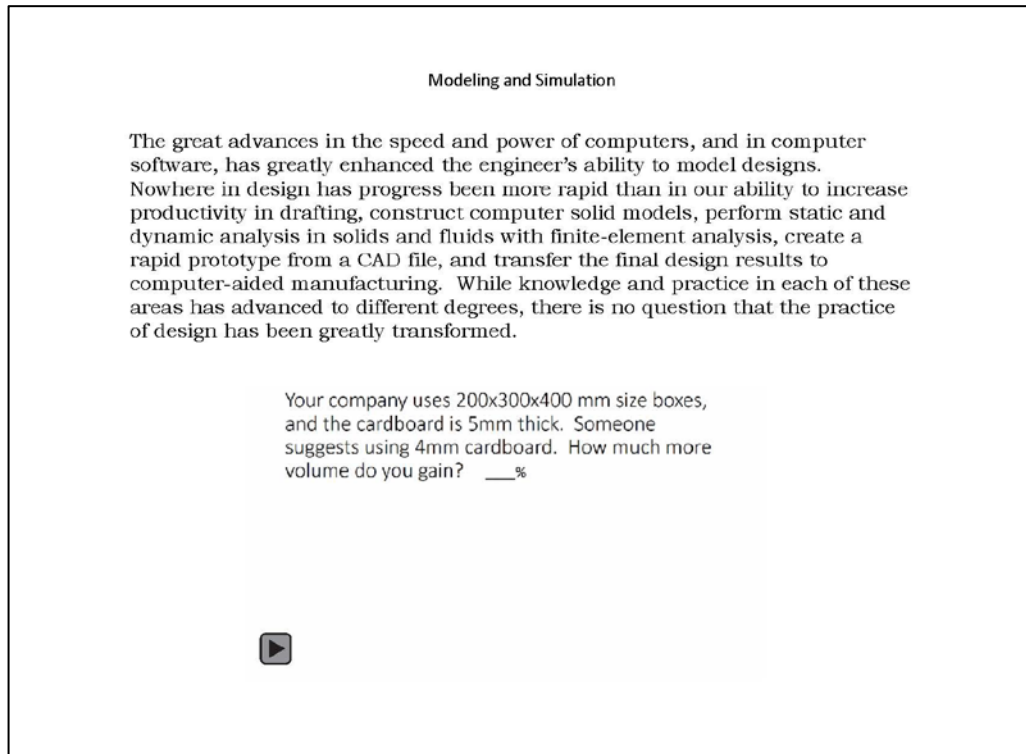 Modeling and Simulation
The great advances in the speed and power of computers, and in computer
software, has greatly enhanced the engineer's ability to model designs.
Nowhere in design has progress been more rapid than in our ability to increase
productivity in drafting, construct computer solid models, perform static and
dynamic analysis in solids and fluids with finite-element analysis, create a
rapid prototype from a CAD file, and transfer the final design results to
computer-aided manufacturing.  While knowledge and practice in each of these
areas has advanced to different degrees, there is no question that the practice
of design has been greatly transformed.
Your company uses 200x300x400 mm size boxes,
and the cardboard is 5mm thick.  Someone
suggests using 4mm cardboard.  How much more
volume do you gain?  ___%